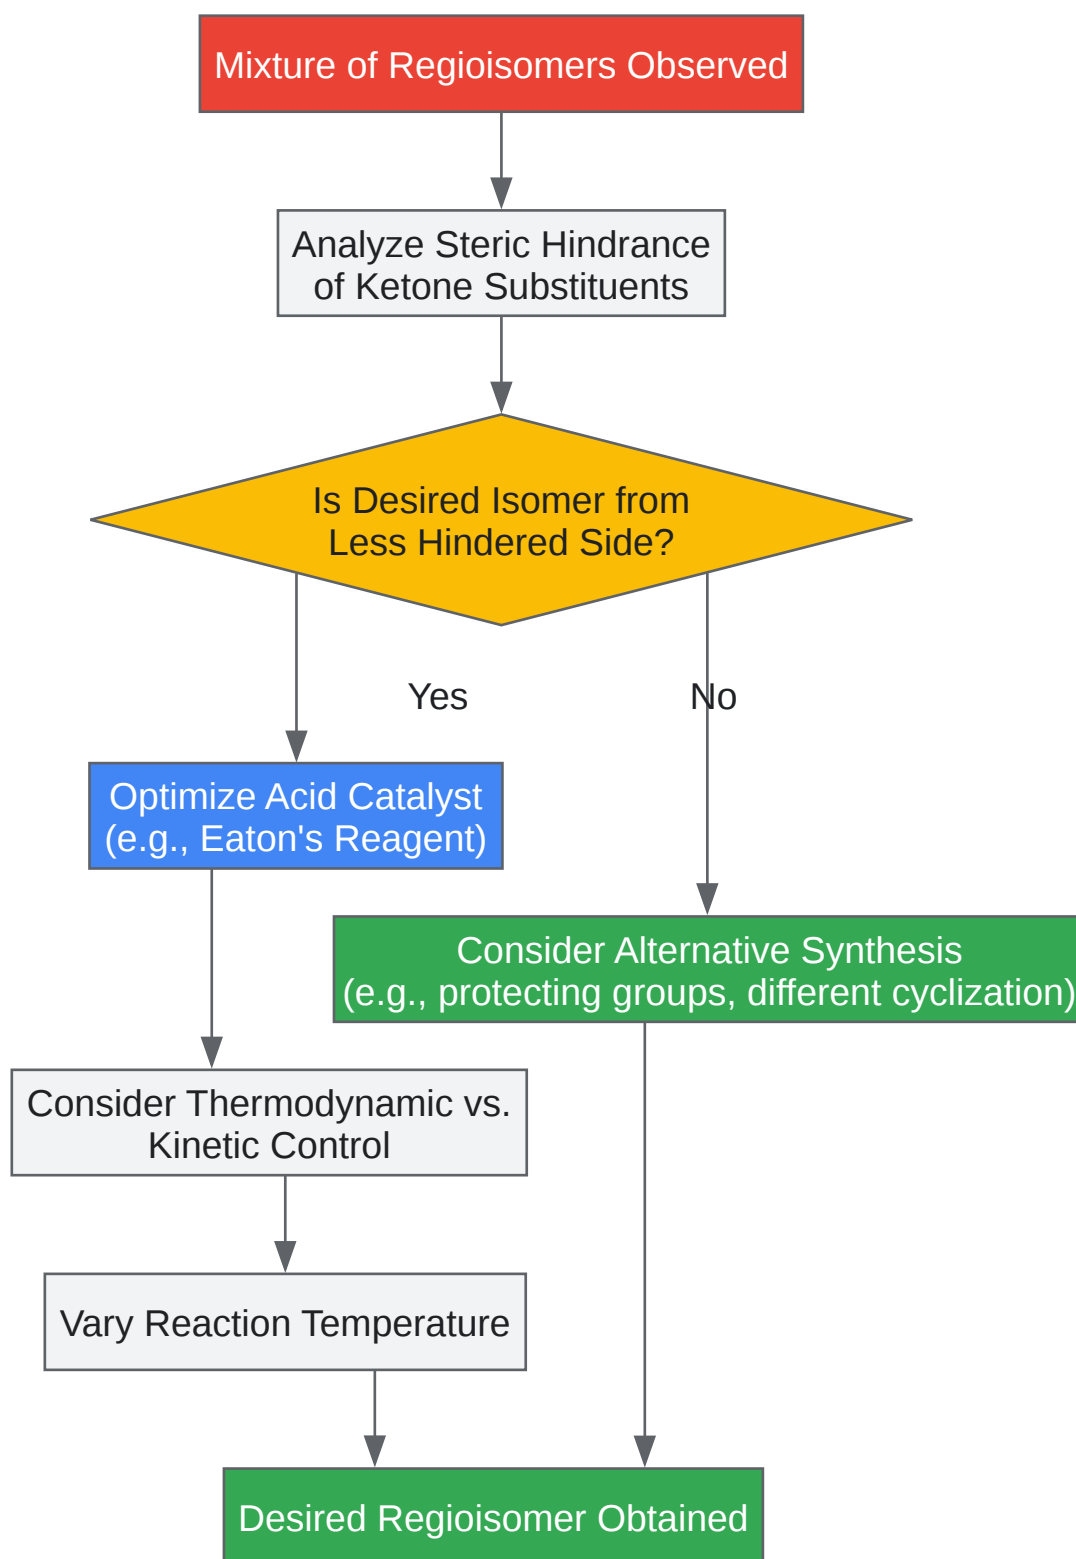 Mixture of Regioisomers Observed
Analyze Steric Hindrance
of Ketone Substituents
Is Desired Isomer from
Less Hindered Side?
Yes
No
Optimize Acid Catalyst
(e.g., Eaton's Reagent)
Consider Alternative Synthesis
(e.g., protecting groups, different cyclization)
Consider Thermodynamic vs.
Kinetic Control
Vary Reaction Temperature
Desired Regioisomer Obtained